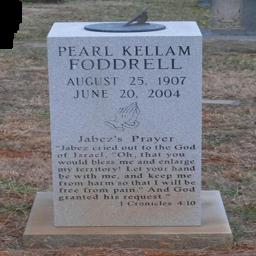 PEARL KELLAM
FODDRELL
AUGUST 25, 1907
JUNE 20, 2004
Jabez's Prayer
"Jabez cried out to the God
of Israel, "Oh, that you
would bless me and enlarge
my territory! Let your hand
be with me, and keep me
from harm so that I will be
free from pain." And God
granted his request."
1 Cronicles 4:10